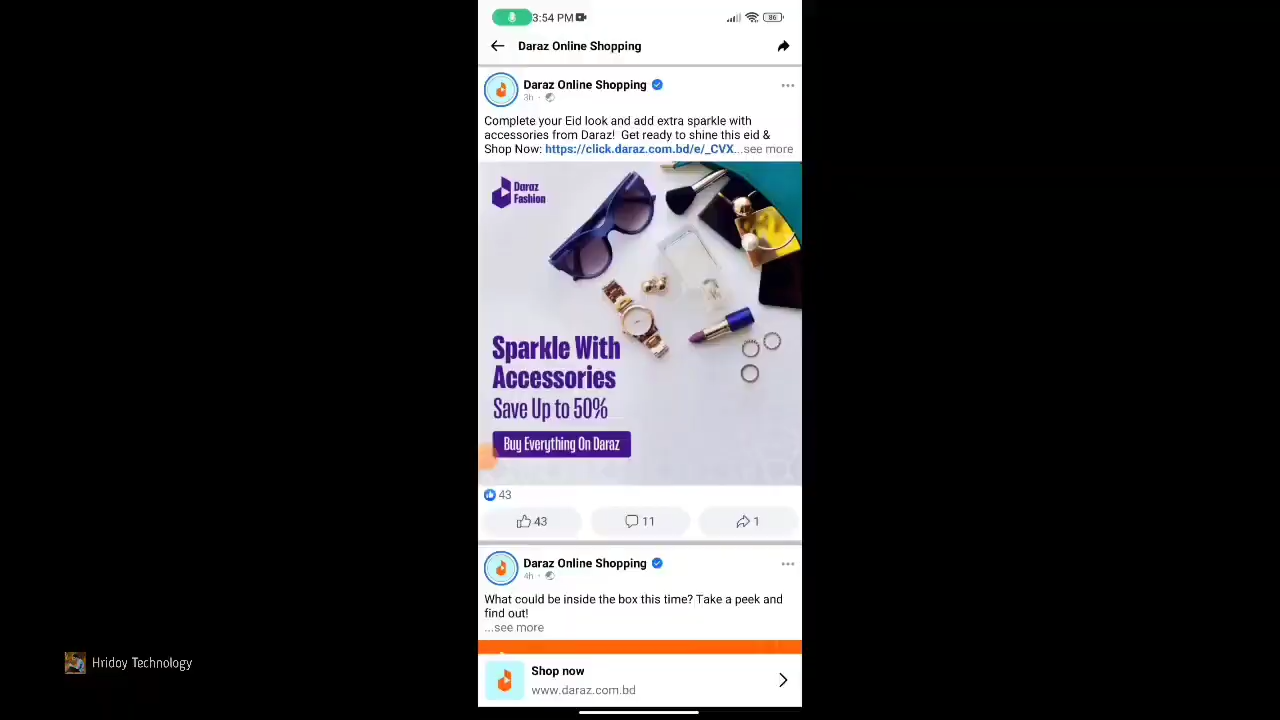 3:54 PM
86
Daraz Online Shopping
Daraz Online Shopping
3h ·
Complete your Eid look and add extra sparkle with
accessories from Daraz! Get ready to shine this eid &
Shop Now: https://click.daraz.com.bd/e/_CVX...see more
Daraz
Fashion
Sparkle With
Accessories
Save Up to 50%
Buy Everything On Daraz
43
43
11
1
Daraz Online Shopping
4h ·
What could be inside the box this time? Take a peek and
find out!
...see more
Hridoy Technology
Shop now
www.daraz.com.bd